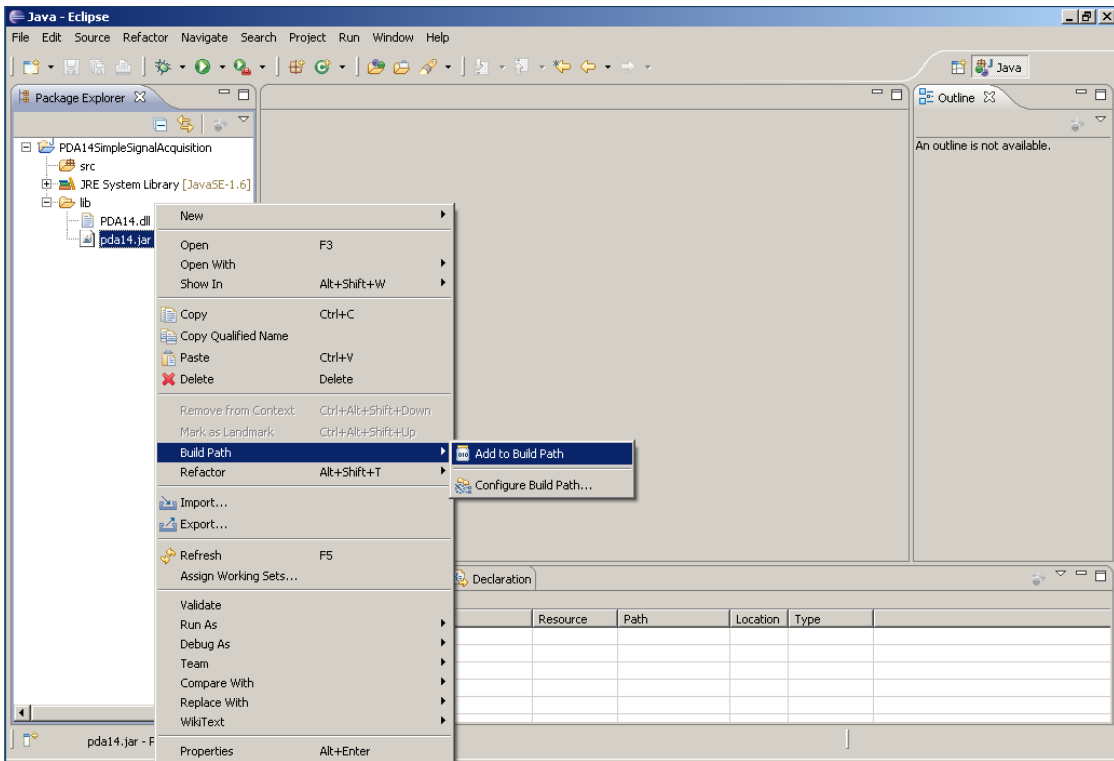 Java - Eclipse
File Edit Source Refactor Navigate Search Project Run Window Help
Java
Package Explorer
Outline
PDA14SimpleSignalAcquisition
An outline is not available.
src
JRE System Library [JavaSE-1.6]
lib
PDA14.dll
pda14.jar
New
Open F3
Open With
Show In Alt+Shift+W
Copy Ctrl+C
Copy Qualified Name
Paste Ctrl+V
Delete Delete
Remove from Context Ctrl+Alt+Shift+Down
Mark as Landmark Ctrl+Alt+Shift+Up
Build Path
Add to Build Path
Refactor Alt+Shift+T
Configure Build Path...
Import...
Export...
Refresh F5
Assign Working Sets...
Declaration
Validate
Run As
Resource Path Location Type
Debug As
Team
Compare With
Replace With
WikiText
pda14.jar - P
Properties Alt+Enter